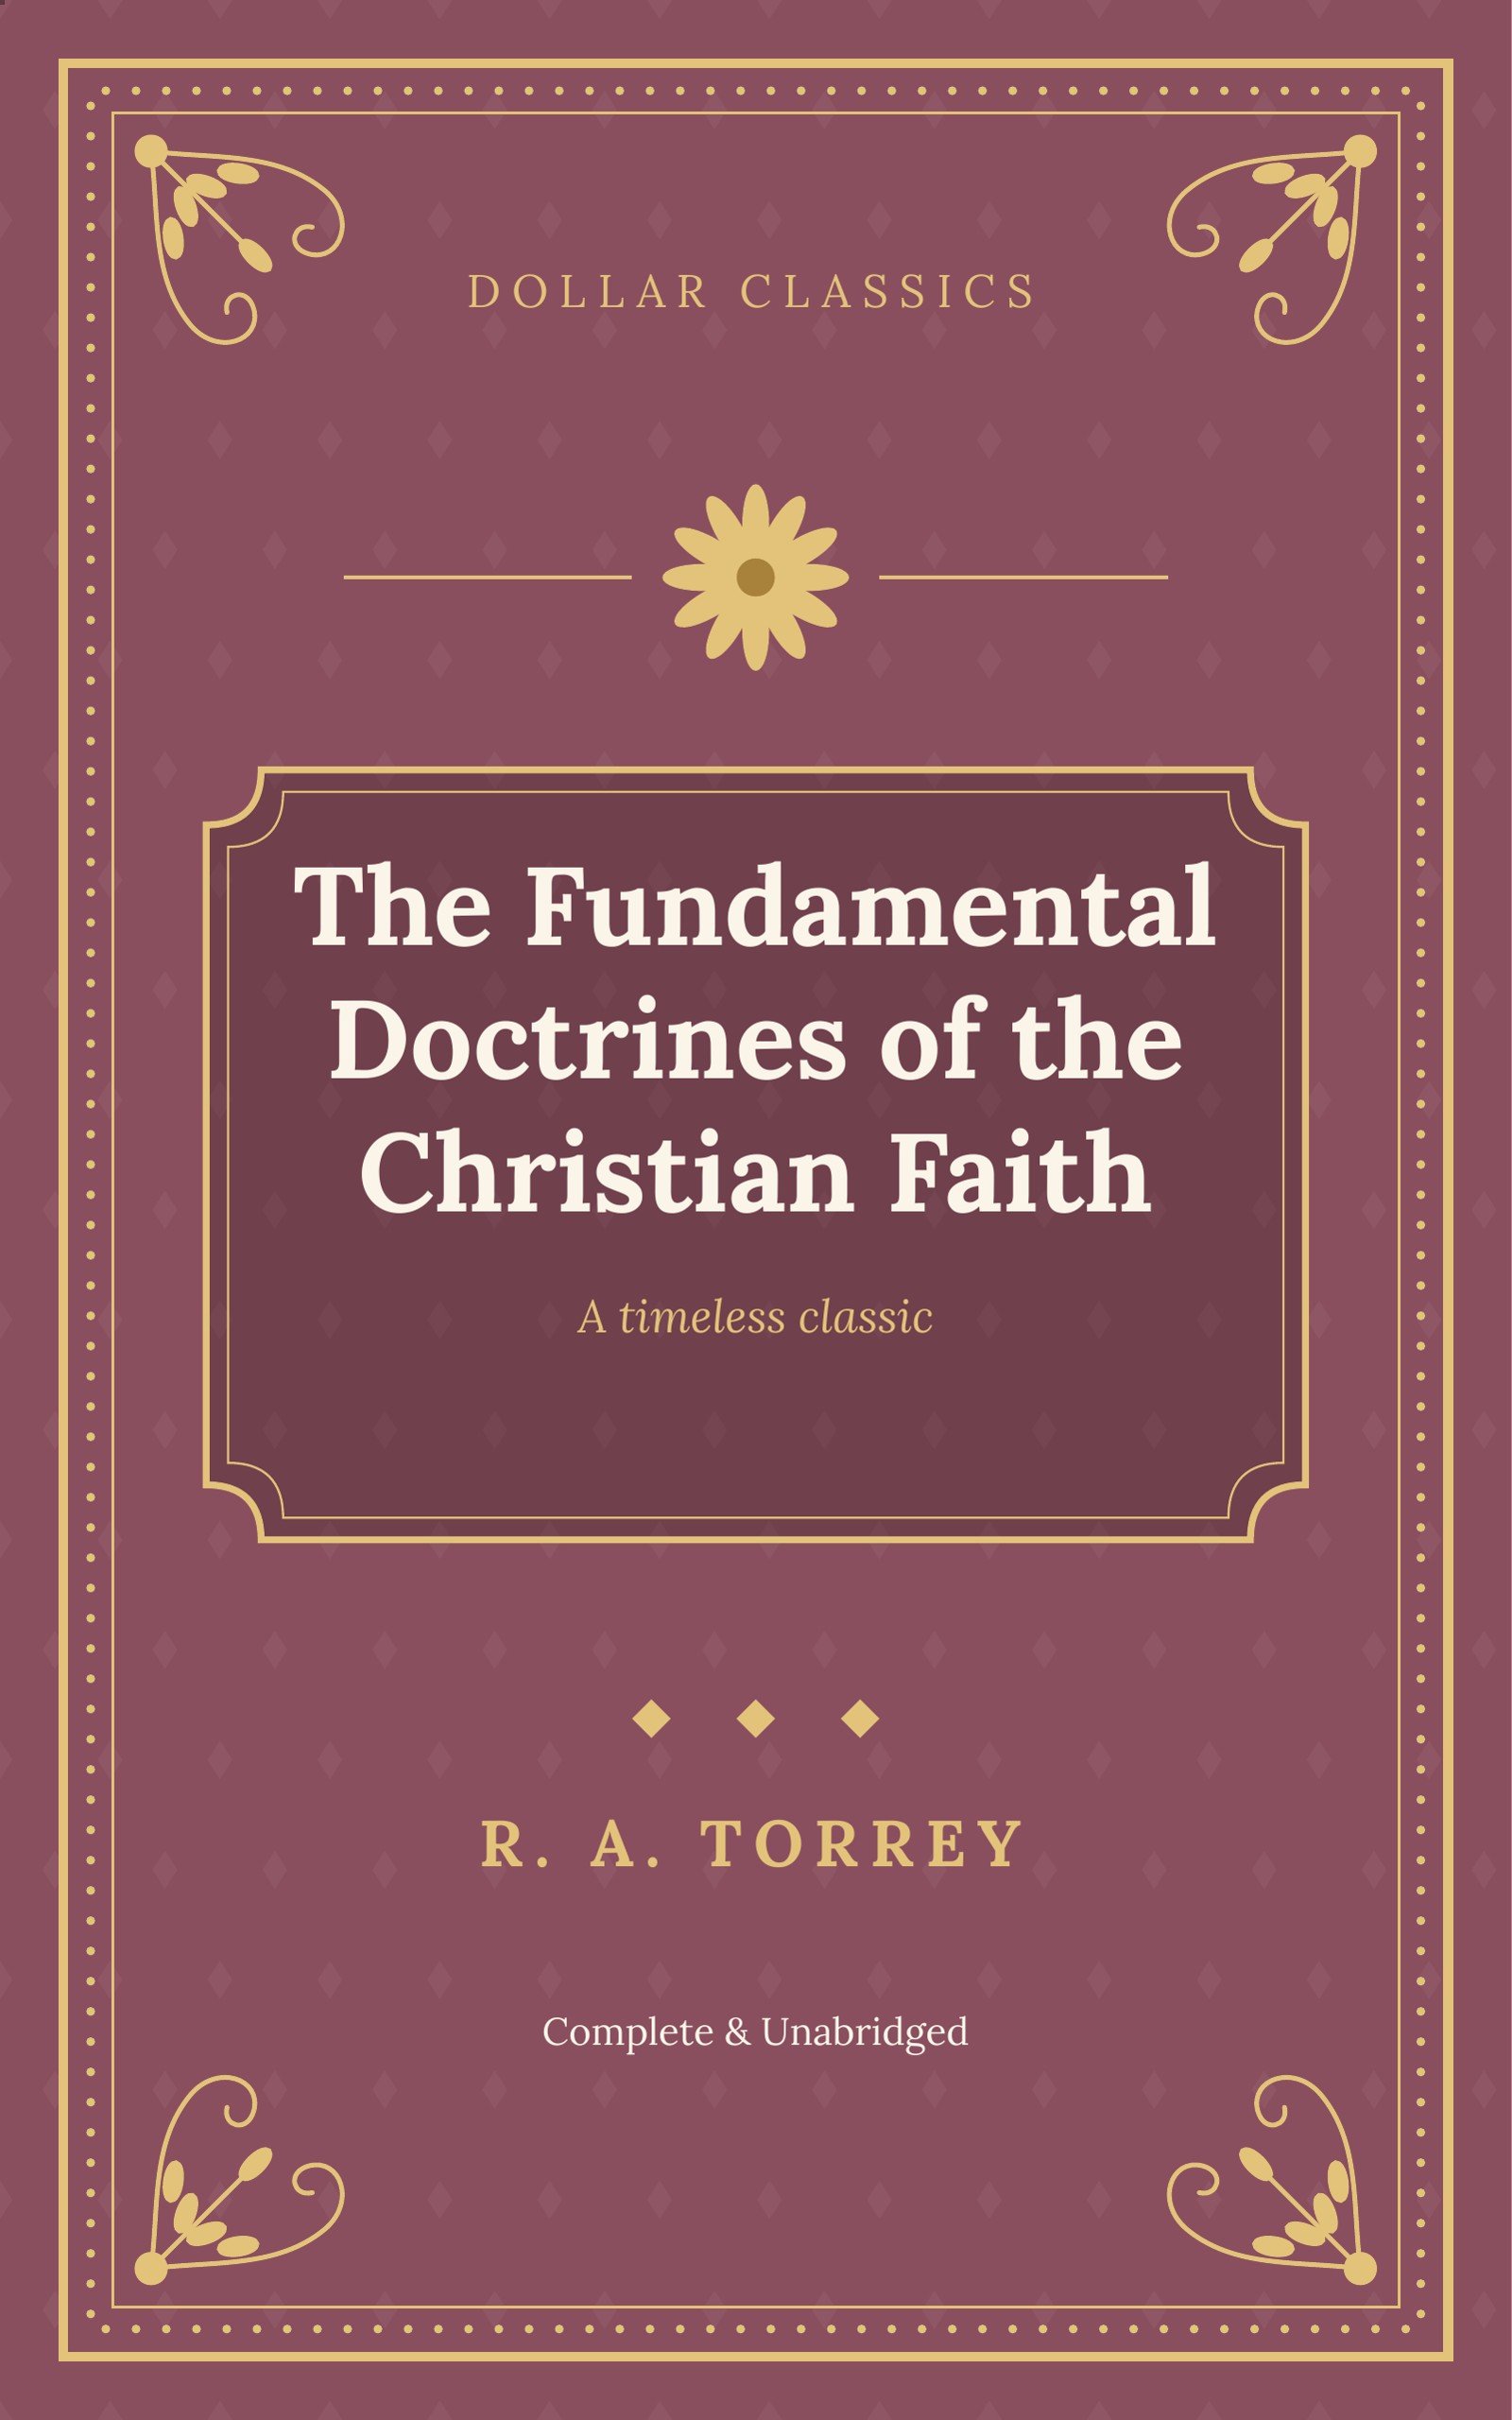 DOLLAR CLASSICS
The Fundamental
Doctrines of the
Christian Faith
A timeless classic
R. A. TORREY
Complete & Unabridged